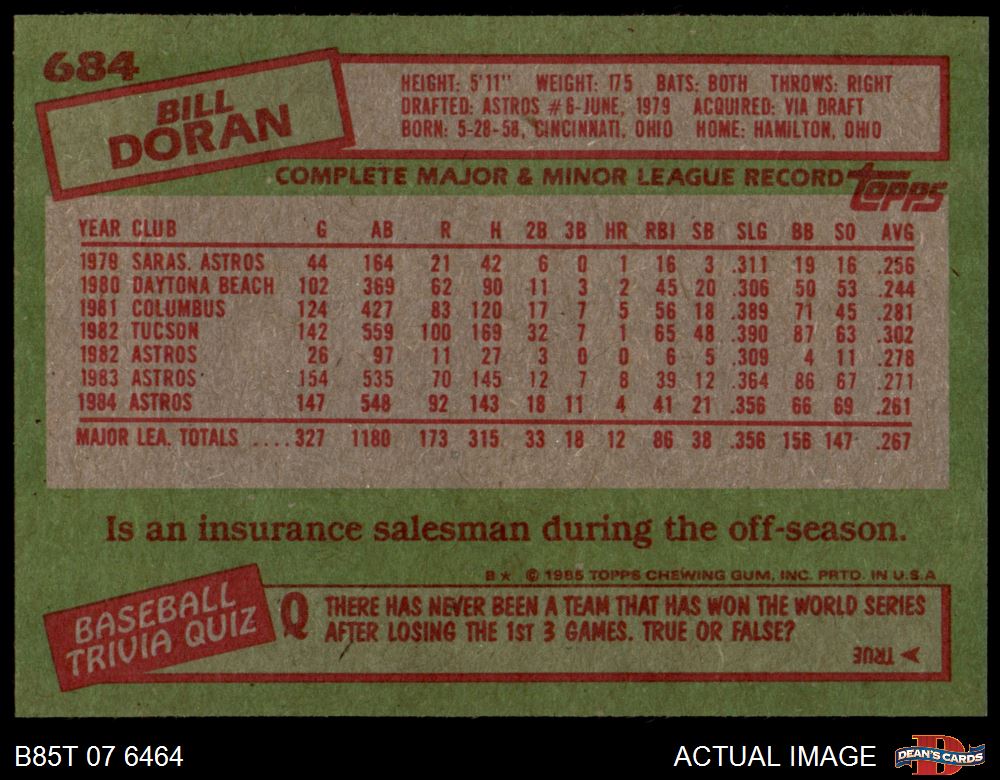 684
BILL
DORAN
HEIGHT: 5'11" WEIGHT: 175 BATS: BOTH THROWS: RIGHT
DRAFTED: ASTROS #6-JUNE, 1979 ACQUIRED: VIA DRAFT
BORN: 5-28-58, CINCINNATI, OHIO HOME: HAMILTON, OHIO
COMPLETE MAJOR & MINOR LEAGUE RECORD topps
YEAR CLUB G AB R H 2B 3B HR RBI SB SLG BB SO AVG
1979 SARAS. ASTROS 44 164 21 42 6 0 1 16 3 .311 19 16 .256
1980 DAYTONA BEACH 102 369 62 90 11 3 2 45 20 .306 50 53 .244
1981 COLUMBUS 124 427 83 120 17 7 5 56 18 .389 71 45 .281
1982 TUCSON 142 559 100 169 32 7 1 65 48 .390 87 63 .302
1982 ASTROS 26 97 11 27 3 0 0 6 5 .309 4 11 .278
1983 ASTROS 154 535 70 145 12 7 8 39 12 .364 86 67 .271
1984 ASTROS 147 548 92 143 18 11 4 41 21 .356 66 69 .261
MAJOR LEA. TOTALS ....327 1180 173 315 33 18 12 86 38 .356 156 147 .267
Is an insurance salesman during the off-season.
B★ © 1985 TOPPS CHEWING GUM, INC. PRTD. IN U.S.A
BASEBALL
TRIVIA QUIZ
Q THERE HAS NEVER BEEN A TEAM THAT HAS WON THE WORLD SERIES
AFTER LOSING THE 1ST 3 GAMES. TRUE OR FALSE?
TRUE
B85T 07 6464
ACTUAL IMAGE
D
DEAN'S CARDS